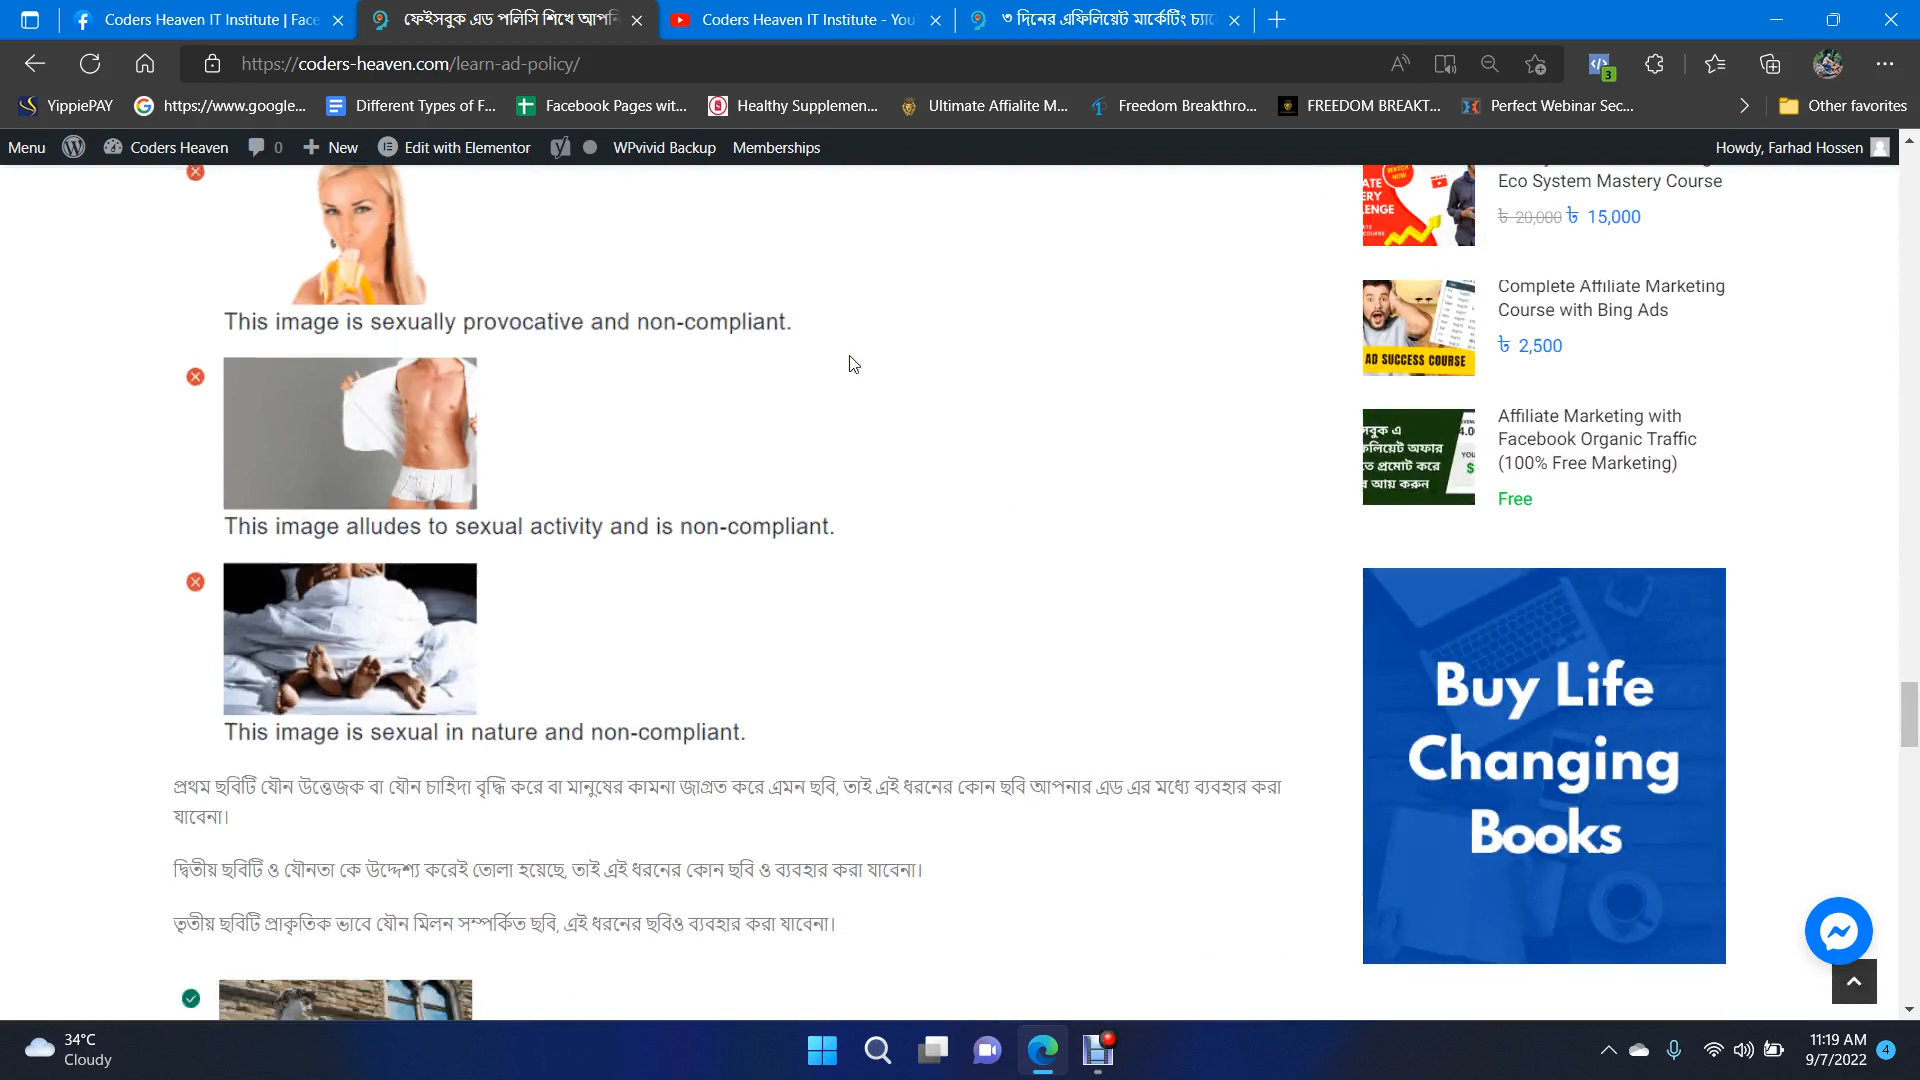 Coders Heaven IT Institute | Face
ফেইসবুক এড পলিসি শিখে আপনি
Coders Heaven IT Institute - You
৩ দিনের এফিলিয়েট মার্কেটিং চ্যা
https://coders-heaven.com/learn-ad-policy/
3
YippiePAY
https://www.google...
Different Types of F...
Facebook Pages wit...
Healthy Supplemen...
Ultimate Affialite M...
Freedom Breakthro...
FREEDOM BREAKT...
Perfect Webinar Sec...
Other favorites
Menu
Coders Heaven
0
New
Edit with Elementor
WPvivid Backup
Memberships
Howdy, Farhad Hossen
This image is sexually provocative and non-compliant.
This image alludes to sexual activity and is non-compliant.
This image is sexual in nature and non-compliant.
প্রথম ছবিটি যৌন উত্তেজক বা যৌন চাহিদা বৃদ্ধি করে বা মানুষের কামনা জাগ্রত করে এমন ছবি, তাই এই ধরনের কোন ছবি আপনার এড এর মধ্যে ব্যবহার করা
যাবেনা।
দ্বিতীয় ছবিটি ও যৌনতা কে উদ্দেশ্য করেই তোলা হয়েছে, তাই এই ধরনের কোন ছবি ও ব্যবহার করা যাবেনা।
তৃতীয় ছবিটি প্রাকৃতিক ভাবে যৌন মিলন সম্পর্কিত ছবি, এই ধরনের ছবিও ব্যবহার করা যাবেনা।
WATCH
NOW
Eco System Mastery Course
৳ 20,000 ৳ 15,000
AD SUCCESS COURSE
Complete Affiliate Marketing
Course with Bing Ads
৳ 2,500
Affiliate Marketing with
Facebook Organic Traffic
(100% Free Marketing)
Free
Buy Life
Changing
Books
34°C
Cloudy
11:19 AM
9/7/2022
4